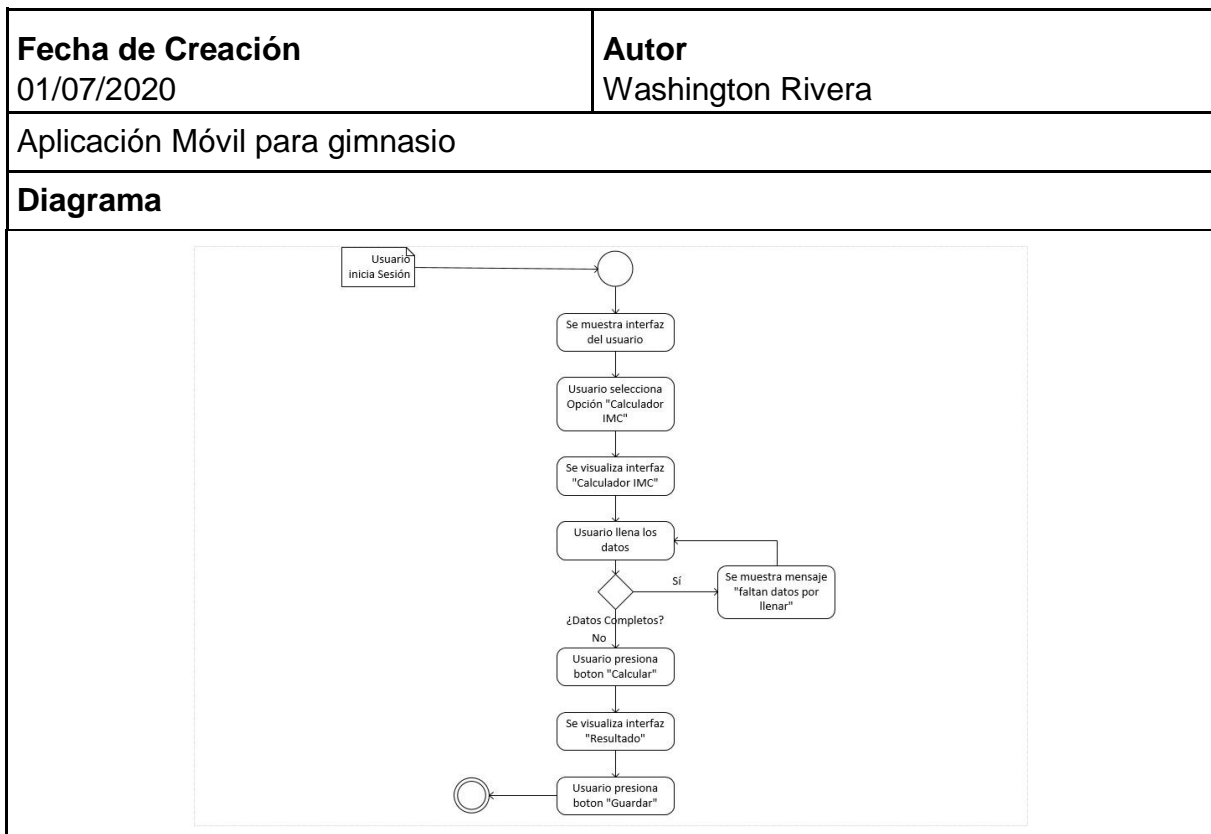 Fecha de Creación
01/07/2020
Autor
Washington Rivera
Aplicación Móvil para gimnasio
Diagrama
Usuario
inicia Sesión
Se muestra interfaz
del usuario
Usuario selecciona
Opción "Calculador
IMC"
Se visualiza interfaz
"Calculador IMC"
Usuario llena los
datos
Sí
Se muestra mensaje
"faltan datos por
llenar"
¿Datos Completos?
No
Usuario presiona
boton "Calcular"
Se visualiza interfaz
"Resultado"
Usuario presiona
boton "Guardar"